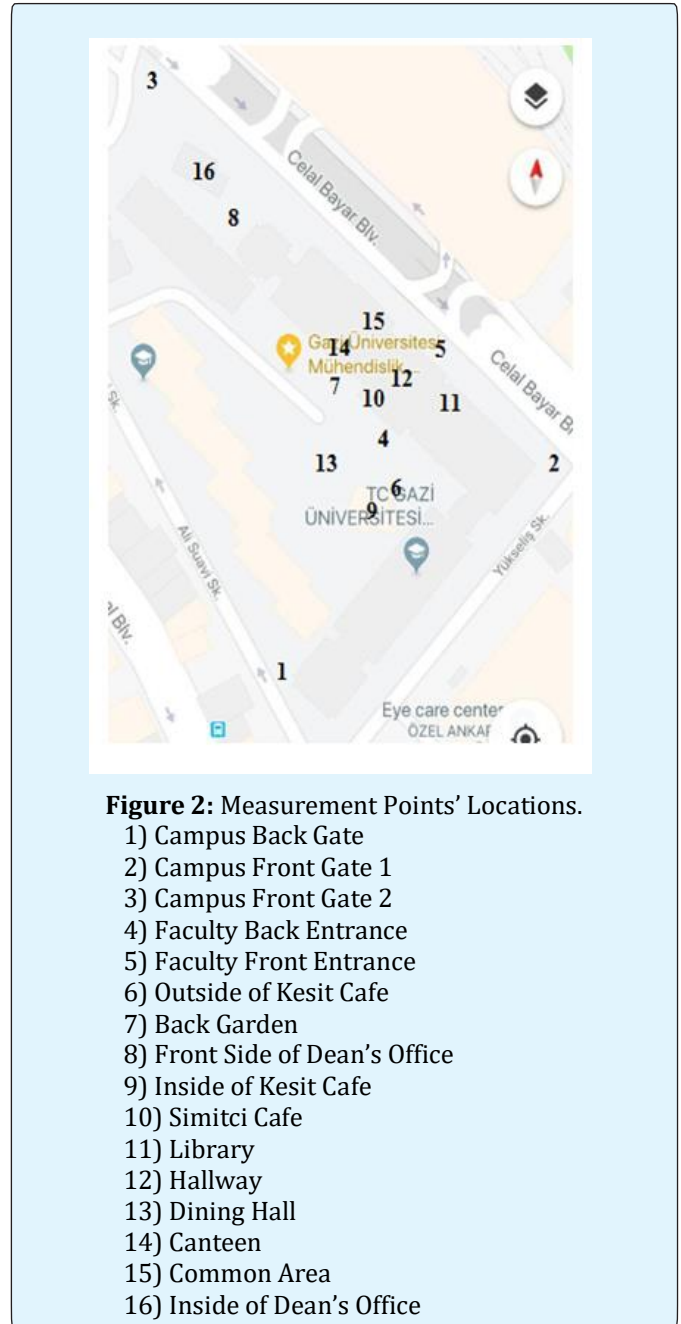 3
16
Celal Bayar Blv.
8
15
Gazi Üniversitesi
14
5
Mühendislik...
12
7
10
11
Celal Bayar B
4
13
2
6
TC GAZİ
9
ÜNİVERSİTESİ...
Sk.
Ali Suavi Sk.
Yükseliş Sk.
al Blv.
1
Eye care center
ÖZEL ANKAR
Figure 2: Measurement Points’ Locations.
1) Campus Back Gate
2) Campus Front Gate 1
3) Campus Front Gate 2
4) Faculty Back Entrance
5) Faculty Front Entrance
6) Outside of Kesit Cafe
7) Back Garden
8) Front Side of Dean’s Office
9) Inside of Kesit Cafe
10) Simitci Cafe
11) Library
12) Hallway
13) Dining Hall
14) Canteen
15) Common Area
16) Inside of Dean’s Office